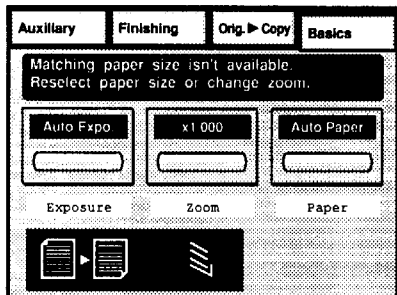 Auxiliary
Finishing
Orig. ▶ Copy
Basics
Matching paper size isn't available.
Reselect paper size or change zoom.
Auto Expo.
x1 000
Auto Paper
Exposure
Zoom
Paper